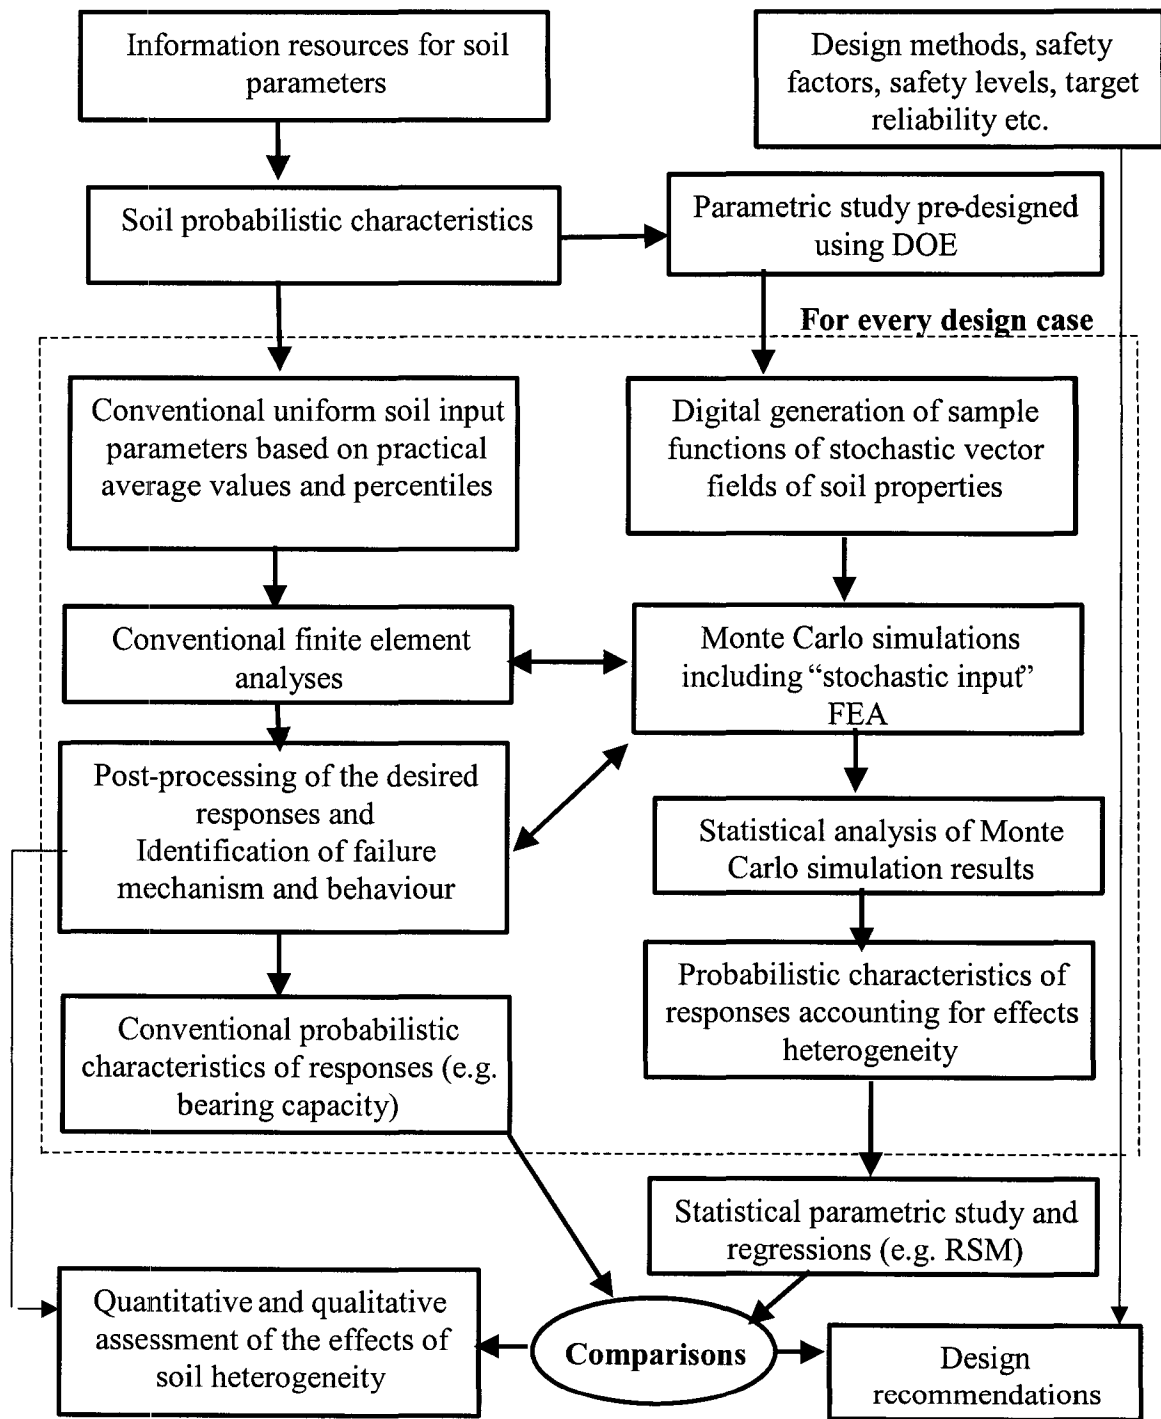 Information resources for soil
parameters
Design methods, safety
factors, safety levels, target
reliability etc.
Soil probabilistic characteristics
Parametric study pre-designed
using DOE
For every design case
Conventional uniform soil input
parameters based on practical
average values and percentiles
Digital generation of sample
functions of stochastic vector
fields of soil properties
Conventional finite element
analyses
Monte Carlo simulations
including “stochastic input”
FEA
Post-processing of the desired
responses and
Identification of failure
mechanism and behaviour
Statistical analysis of Monte
Carlo simulation results
Probabilistic characteristics of
responses accounting for effects
heterogeneity
Conventional probabilistic
characteristics of responses (e.g.
bearing capacity)
Statistical parametric study and
regressions (e.g. RSM)
Quantitative and qualitative
assessment of the effects of
soil heterogeneity
Comparisons
Design
recommendations